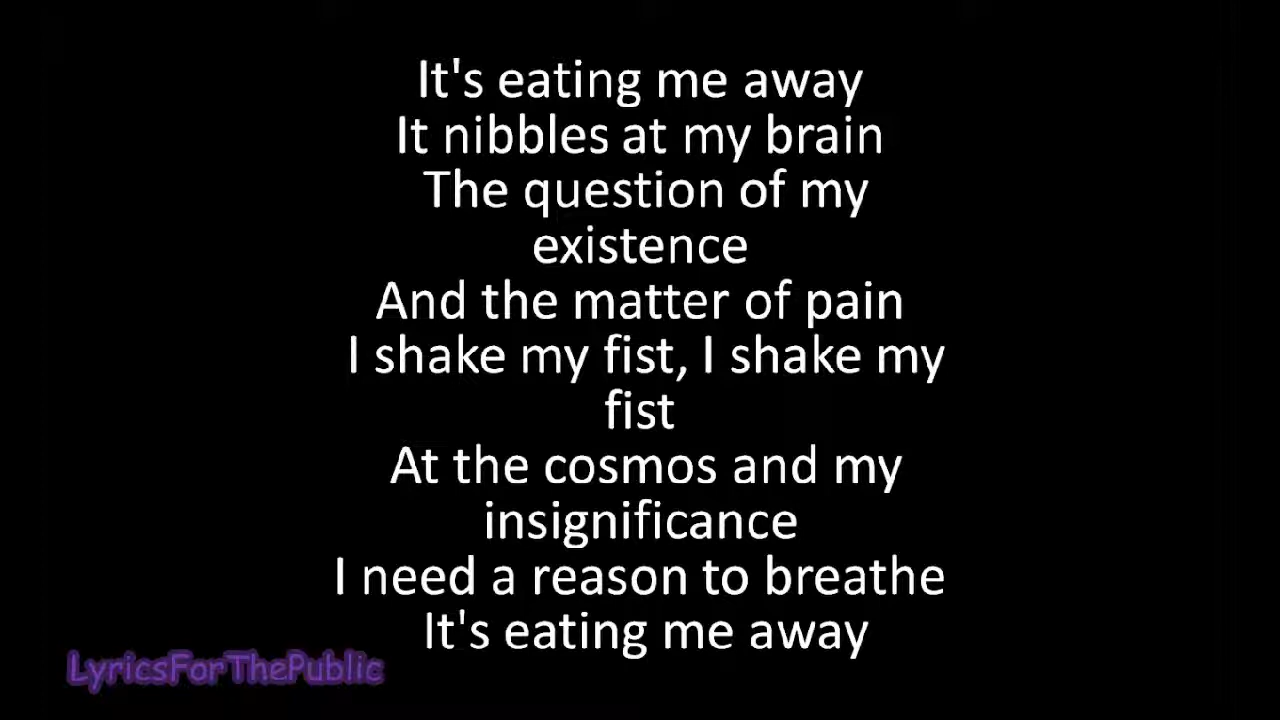 It's eating me away
It nibbles at my brain
The question of my
existence
And the matter of pain
I shake my fist, I shake my
fist
At the cosmos and my
insignificance
I need a reason to breathe
It's eating me away
LyricsForThePublic